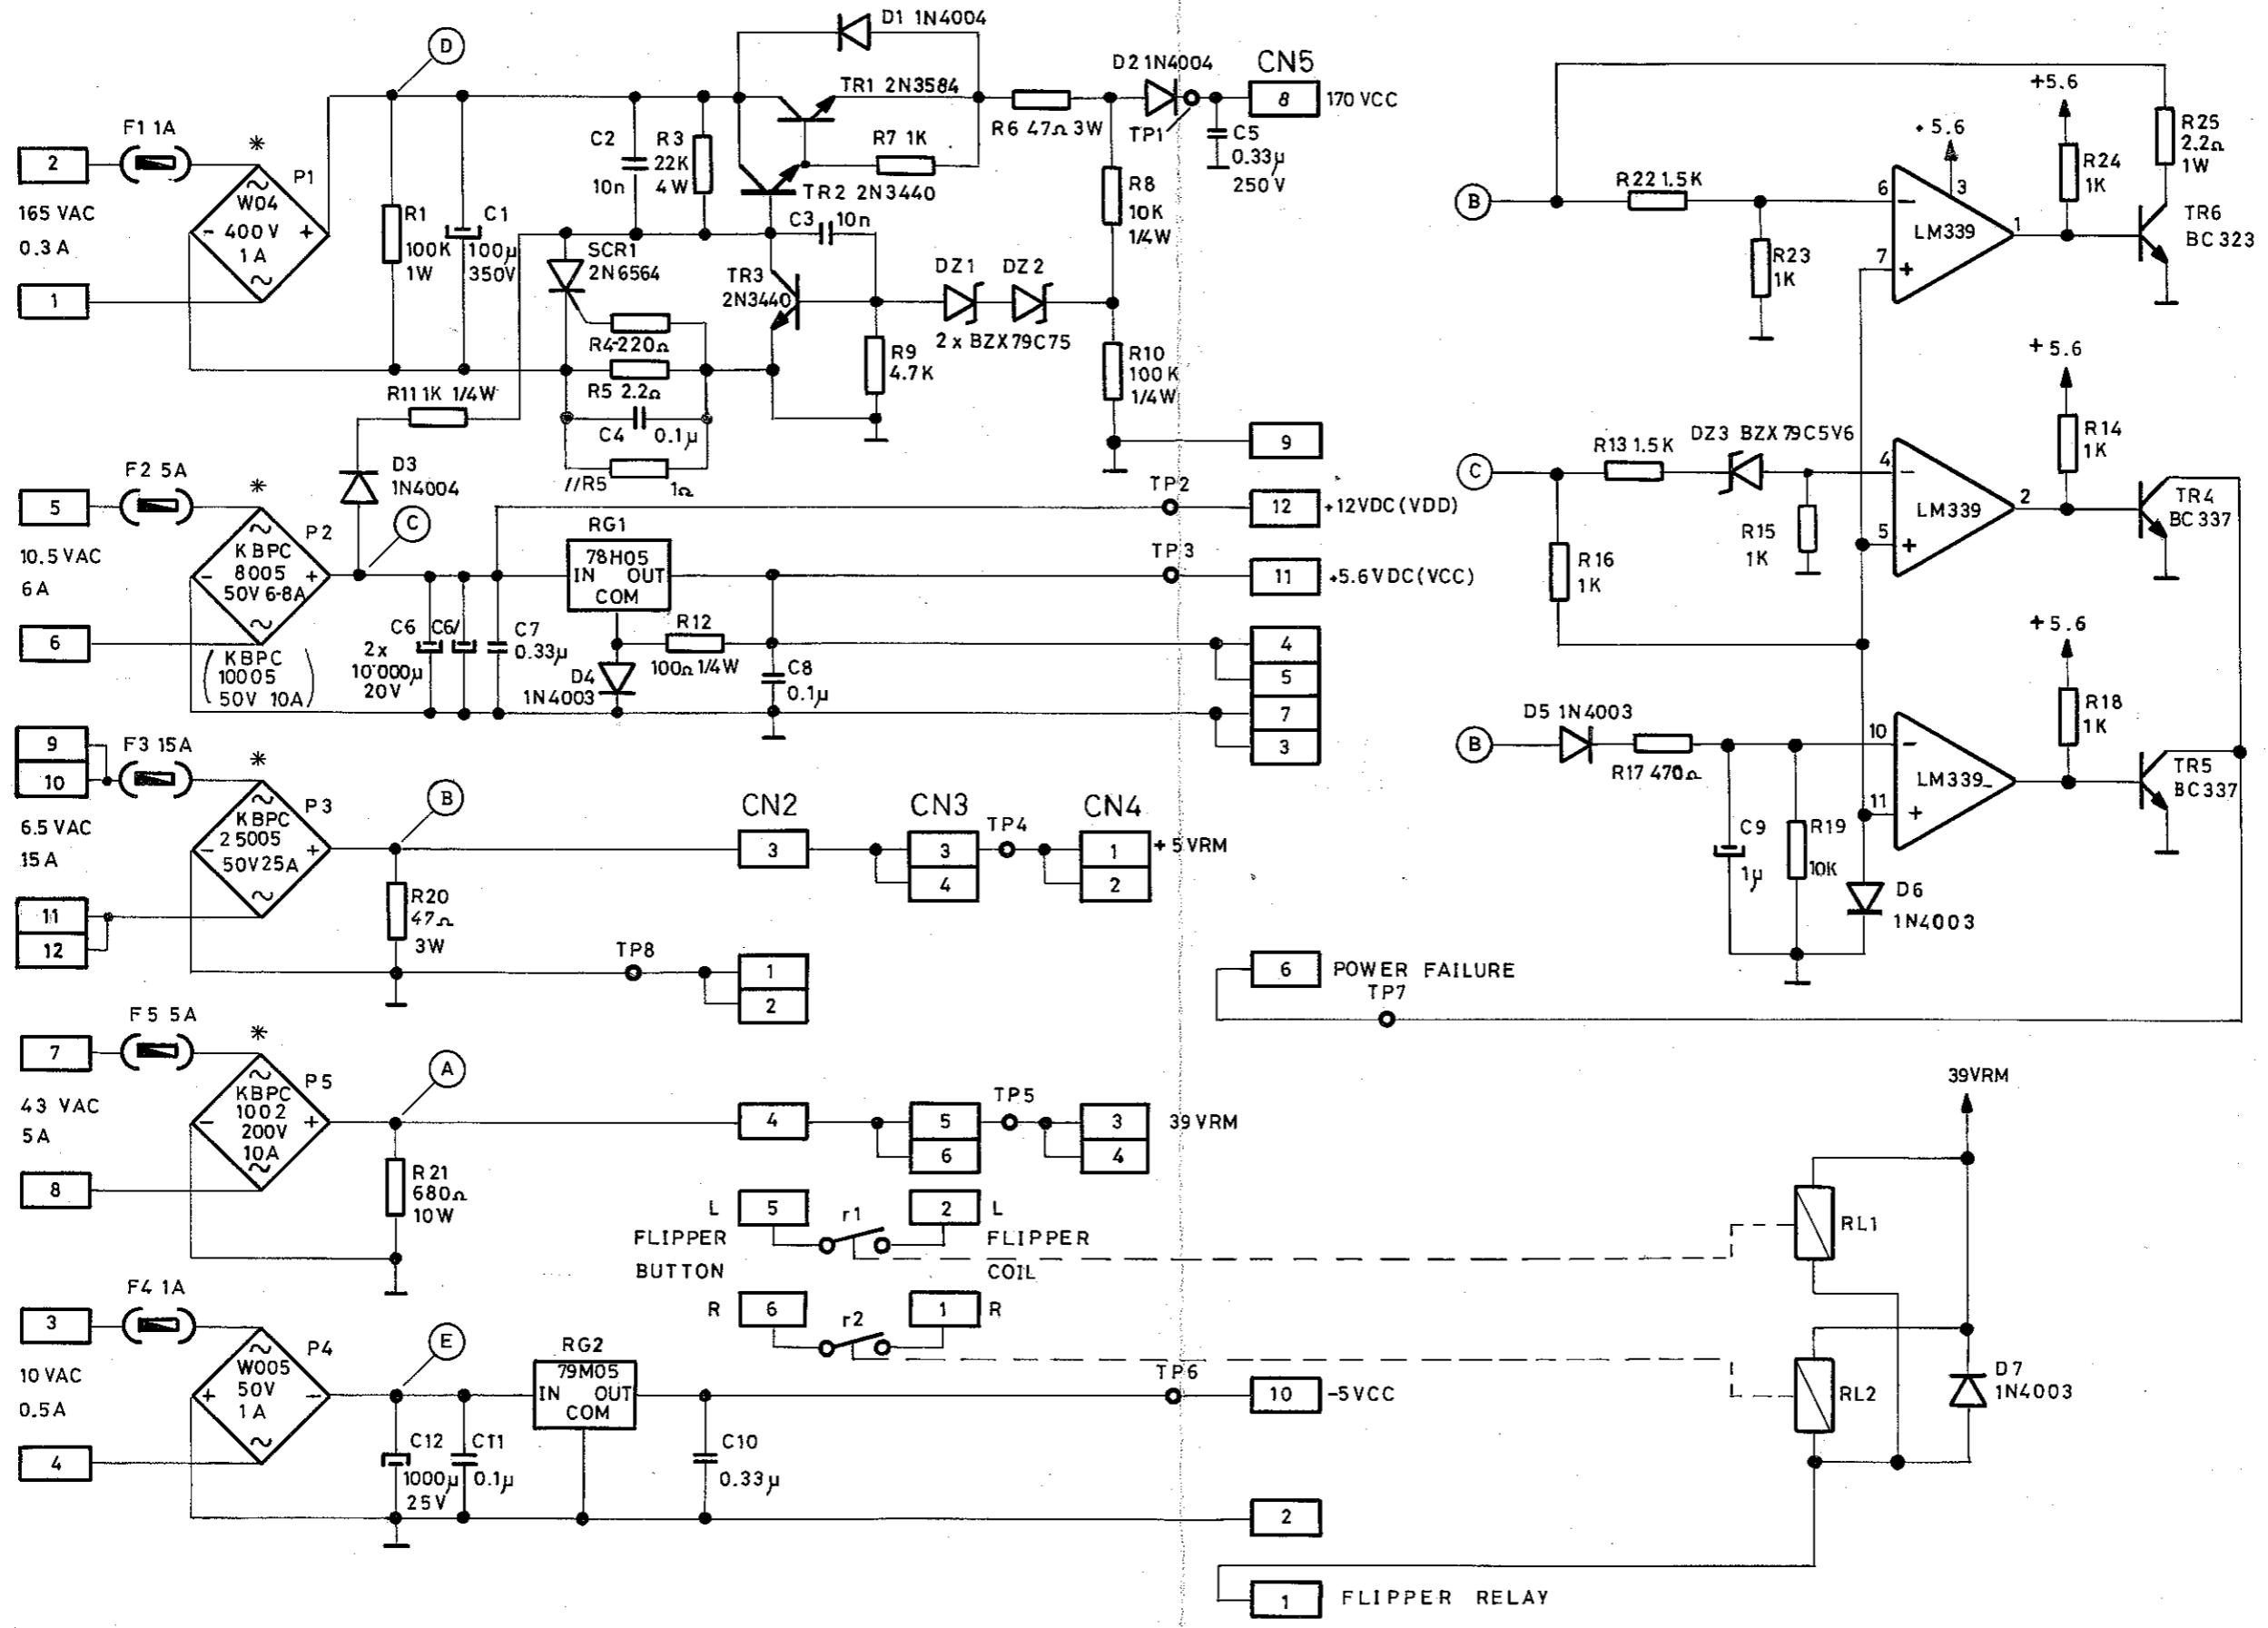 D1 1N4004
D
D2 1N4004
CN5
8
170 VCC
TR1 2N3584
F1 1A
*
2
165 VAC
0.3 A
1
P1
W04
400V
1A
~
~
-
+
R1
100K
1W
C1
100µ
350V
C2
10n
R3
22K
4W
R7 1K
TR2 2N3440
R6 47Ω 3W
TP1
C5
0.33µ
250V
R8
10K
1/4W
C3 10n
SCR1
2N6564
TR3
2N3440
DZ1
DZ2
2 x BZX79C75
R4 220Ω
R5 2.2Ω
C4 0.1µ
//R5 1Ω
R9
4.7K
R10
100K
1/4W
9
R11 1K 1/4W
D3
1N4004
C
F2 5A
*
5
10.5 VAC
6A
6
P2
~
KBPC
8005
50V 6-8A
~
-
+
(KBPC
10005
50V 10A)
C6
C6/
2x
10'000µ
20V
C7
0.33µ
RG1
78H05
IN OUT
COM
R12
100Ω 1/4W
D4
1N4003
C8
0.1µ
TP2
12
+12VDC(VDD)
TP3
11
+5.6VDC(VCC)
4
5
7
3
9
10
F3 15A
*
6.5 VAC
15A
11
12
P3
~
KBPC
25005
50V25A
~
-
+
B
R20
47Ω
3W
TP8
CN2
3
1
2
CN3
3
4
TP4
CN4
1
2
+5VRM
F5 5A
*
7
43 VAC
5A
8
P5
~
KBPC
1002
200V
10A
~
-
+
A
R21
680Ω
10W
4
5
6
TP5
3
4
39VRM
L
5
r1
2
L
FLIPPER
FLIPPER
BUTTON
COIL
R
6
r2
1
R
F4 1A
3
10 VAC
0.5A
4
P4
~
W005
50V
1A
~
+
-
E
C12
1000µ
25V
C11
0.1µ
RG2
79M05
IN OUT
COM
C10
0.33µ
TP6
10
-5VCC
2
1
FLIPPER RELAY
B
R22 1.5K
R23
1K
+5.6
6
3
7
-
+
LM339
1
+5.6
R24
1K
R25
2.2Ω
1W
TR6
BC323
C
R13 1.5K
DZ3 BZX79C5V6
R15
1K
R16
1K
4
5
-
+
LM339
2
+5.6
R14
1K
TR4
BC337
B
D5 1N4003
R17 470Ω
C9
1µ
R19
10K
10
11
-
+
LM339
+5.6
R18
1K
TR5
BC337
D6
1N4003
6
POWER FAILURE
TP7
39VRM
RL1
RL2
D7
1N4003